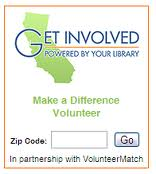 GET INVOLVED
POWERED BY YOUR LIBRARY
Make a Difference
Volunteer
Zip Code: Go
In partnership with VolunteerMatch